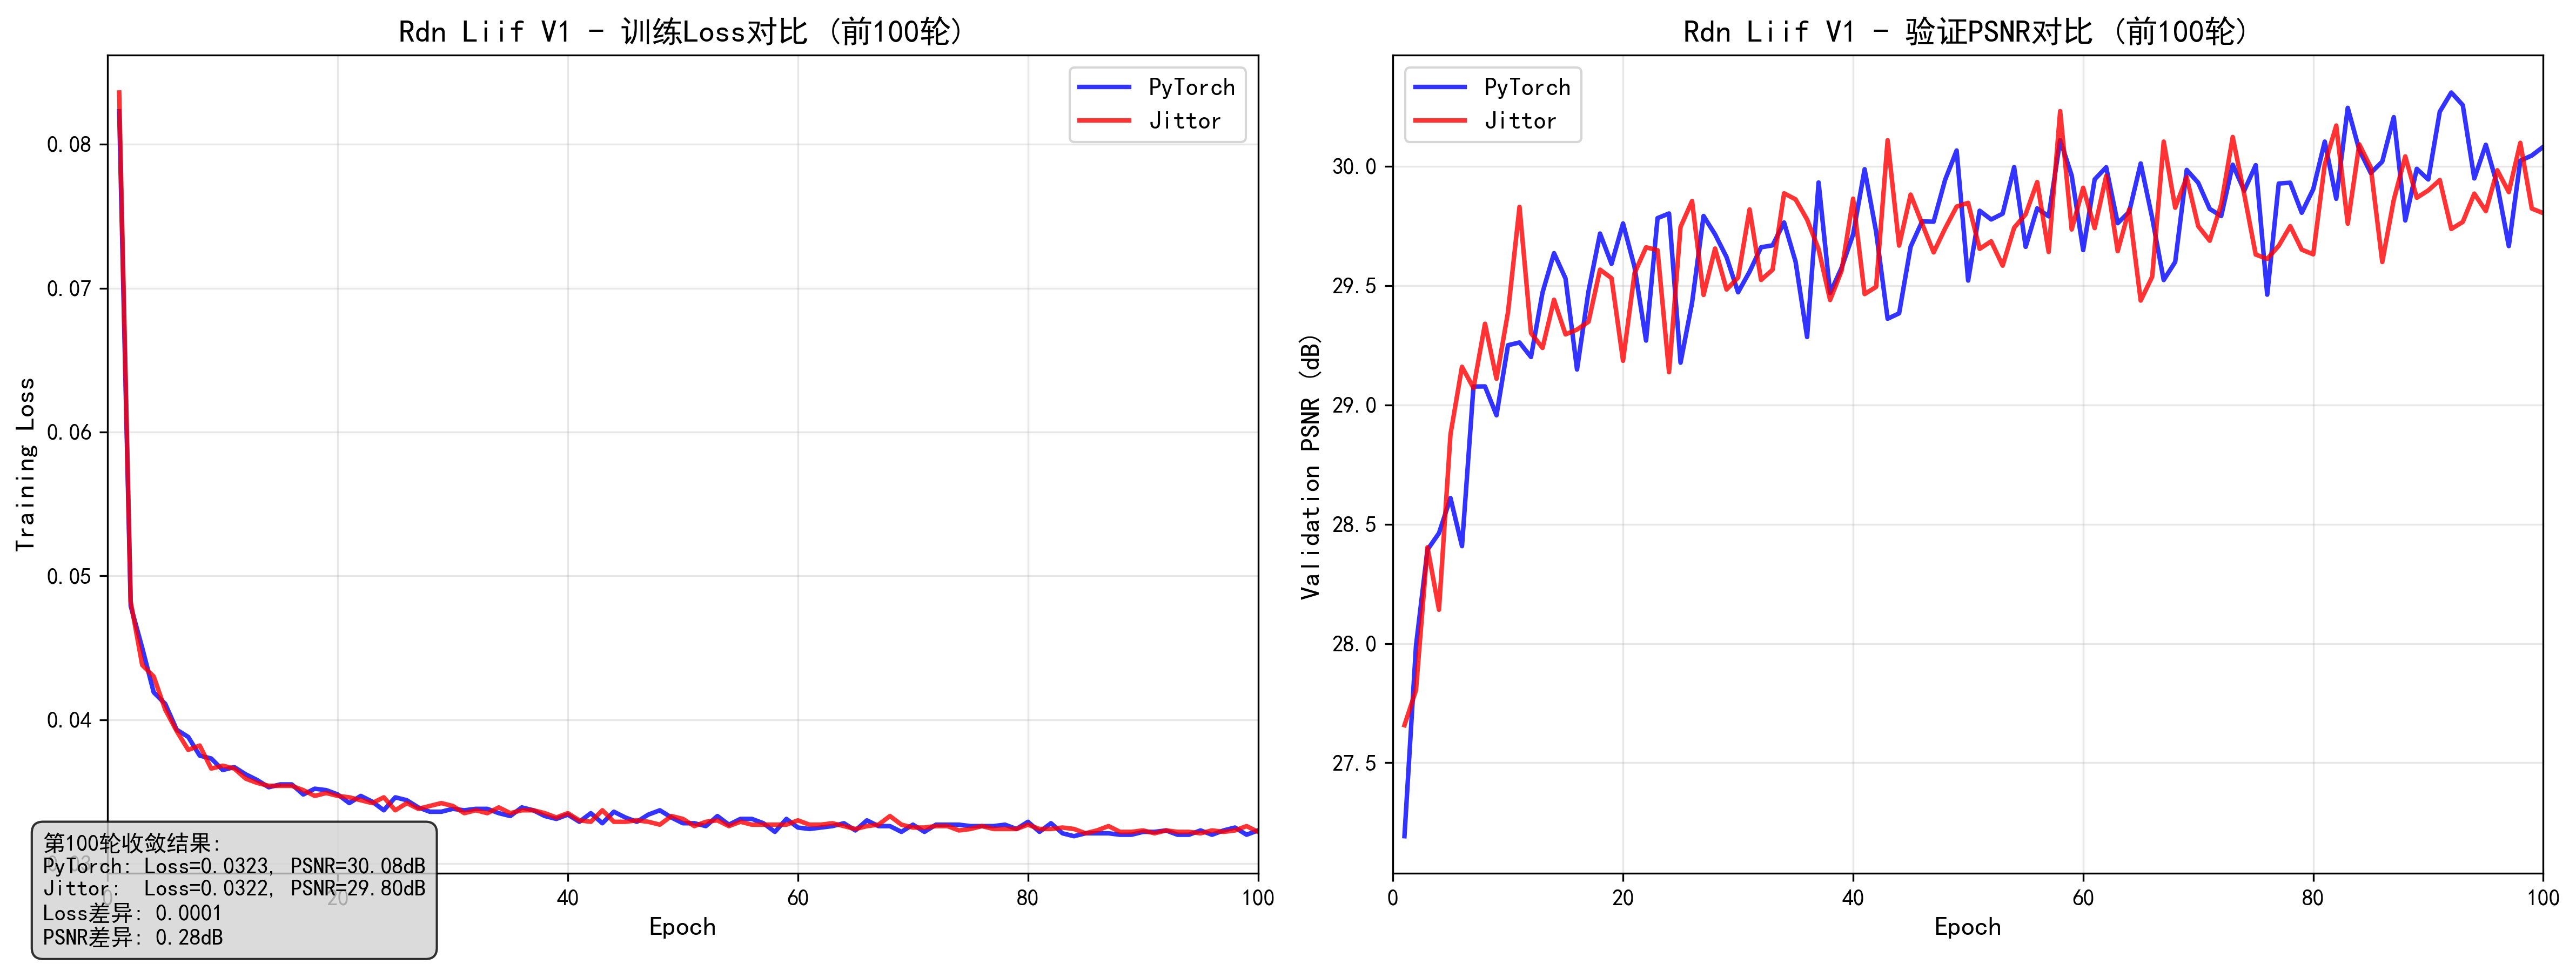 Rdn Liif V1 - 训练Loss对比 (前100轮)
PyTorch
Jittor
Training Loss
0.08
0.07
0.06
0.05
0.04
0.03
0
20
40
60
80
100
Epoch
第100轮收敛结果:
PyTorch: Loss=0.0323, PSNR=30.08dB
Jittor: Loss=0.0322, PSNR=29.80dB
Loss差异: 0.0001
PSNR差异: 0.28dB
Rdn Liif V1 - 验证PSNR对比 (前100轮)
PyTorch
Jittor
Validation PSNR (dB)
30.0
29.5
29.0
28.5
28.0
27.5
0
20
40
60
80
100
Epoch